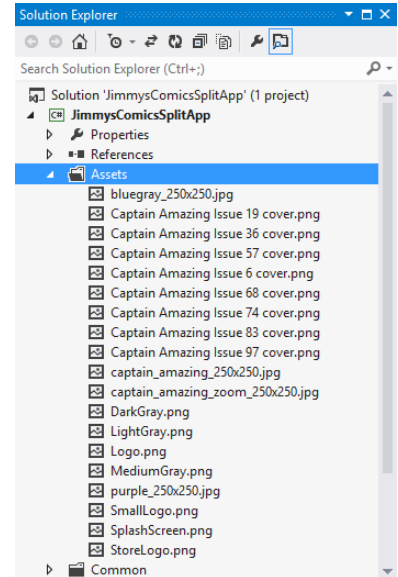 Solution Explorer
Search Solution Explorer (Ctrl+;)
Solution 'JimmysComicsSplitApp' (1 project)
C# JimmysComicsSplitApp
Properties
References
Assets
bluegray_250x250.jpg
Captain Amazing Issue 19 cover.png
Captain Amazing Issue 36 cover.png
Captain Amazing Issue 57 cover.png
Captain Amazing Issue 6 cover.png
Captain Amazing Issue 68 cover.png
Captain Amazing Issue 74 cover.png
Captain Amazing Issue 83 cover.png
Captain Amazing Issue 97 cover.png
captain_amazing_250x250.jpg
captain_amazing_zoom_250x250.jpg
DarkGray.png
LightGray.png
Logo.png
MediumGray.png
purple_250x250.jpg
SmallLogo.png
SplashScreen.png
StoreLogo.png
Common